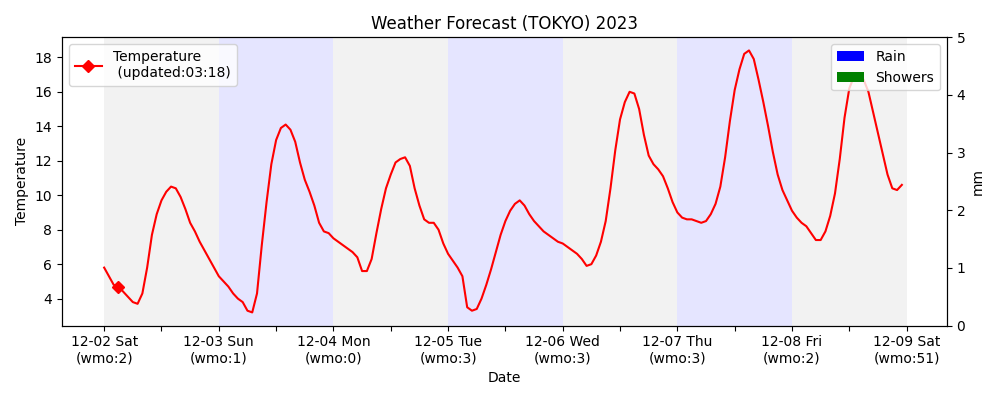 Weather Forecast (TOKYO) 2023
Temperature
(updated:03:18)
Rain
Showers
Temperature
18
16
14
12
10
8
6
4
5
4
3
2
1
0
mm
12-02 Sat
(wmo:2)
12-03 Sun
(wmo:1)
12-04 Mon
(wmo:0)
12-05 Tue
(wmo:3)
12-06 Wed
(wmo:3)
12-07 Thu
(wmo:3)
12-08 Fri
(wmo:2)
12-09 Sat
(wmo:51)
Date